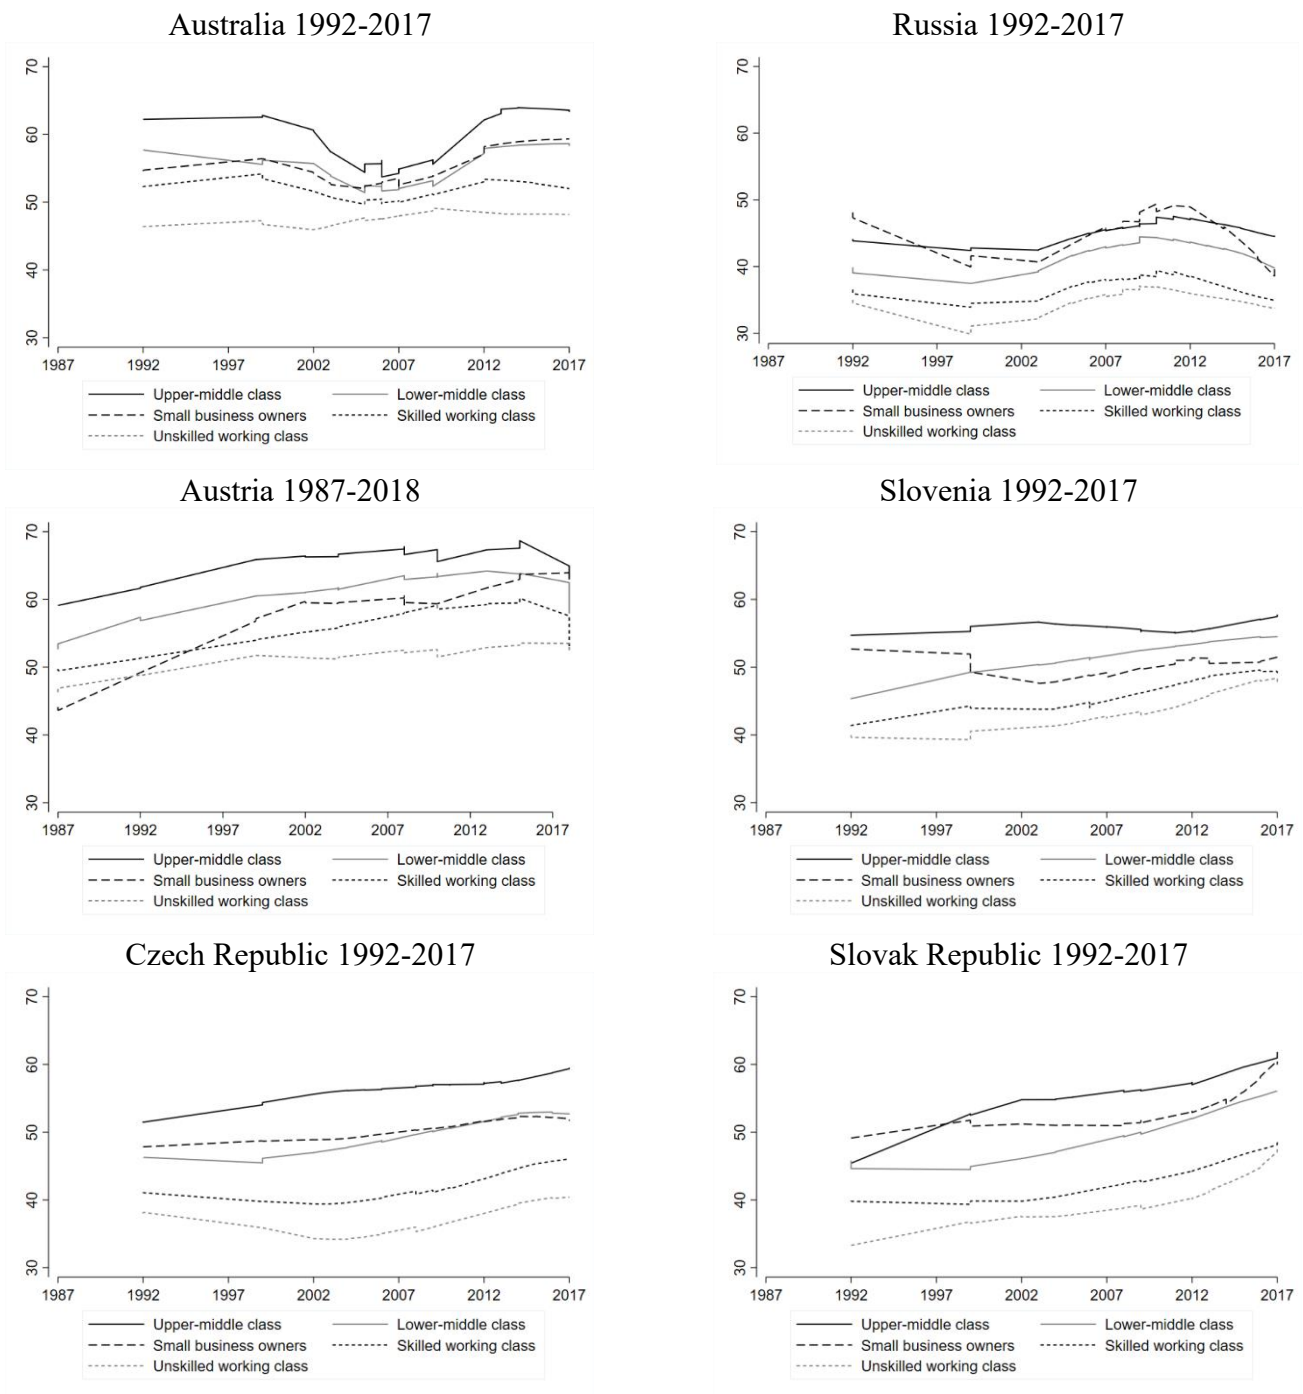 Australia 1992-2017
70
60
50
40
30
1987 1992 1997 2002 2007 2012 2017
Upper-middle class Lower-middle class
Small business owners Skilled working class
Unskilled working class
Russia 1992-2017
70
60
50
40
30
1987 1992 1997 2002 2007 2012 2017
Upper-middle class Lower-middle class
Small business owners Skilled working class
Unskilled working class
Austria 1987-2018
70
60
50
40
30
1987 1992 1997 2002 2007 2012 2017
Upper-middle class Lower-middle class
Small business owners Skilled working class
Unskilled working class
Slovenia 1992-2017
70
60
50
40
30
1987 1992 1997 2002 2007 2012 2017
Upper-middle class Lower-middle class
Small business owners Skilled working class
Unskilled working class
Czech Republic 1992-2017
70
60
50
40
30
1987 1992 1997 2002 2007 2012 2017
Upper-middle class Lower-middle class
Small business owners Skilled working class
Unskilled working class
Slovak Republic 1992-2017
70
60
50
40
30
1987 1992 1997 2002 2007 2012 2017
Upper-middle class Lower-middle class
Small business owners Skilled working class
Unskilled working class